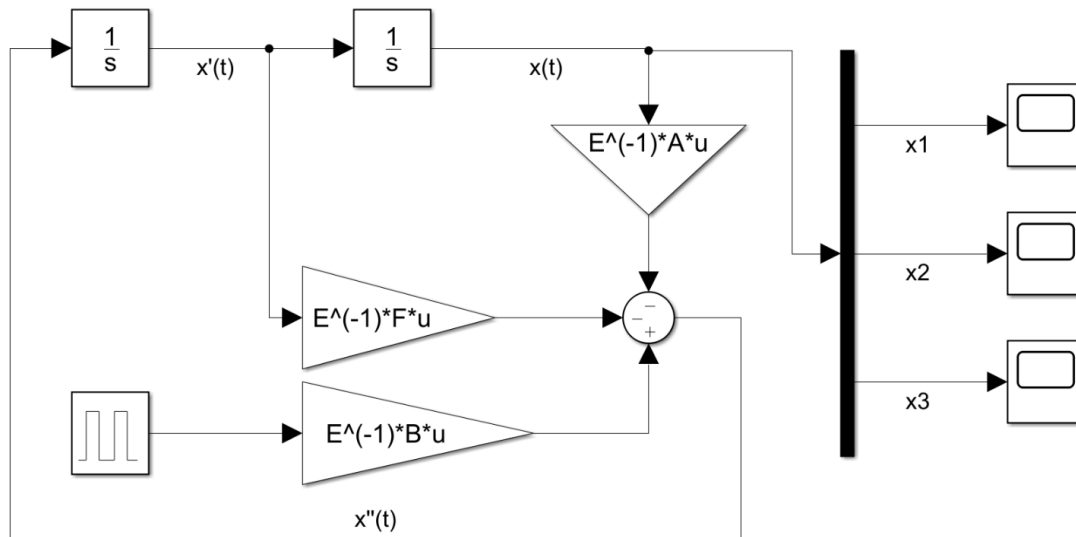 1
s
x'(t)
1
s
x(t)
E^(-1)*A*u
x1
x2
x3
E^(-1)*F*u
−
−
+
E^(-1)*B*u
x''(t)